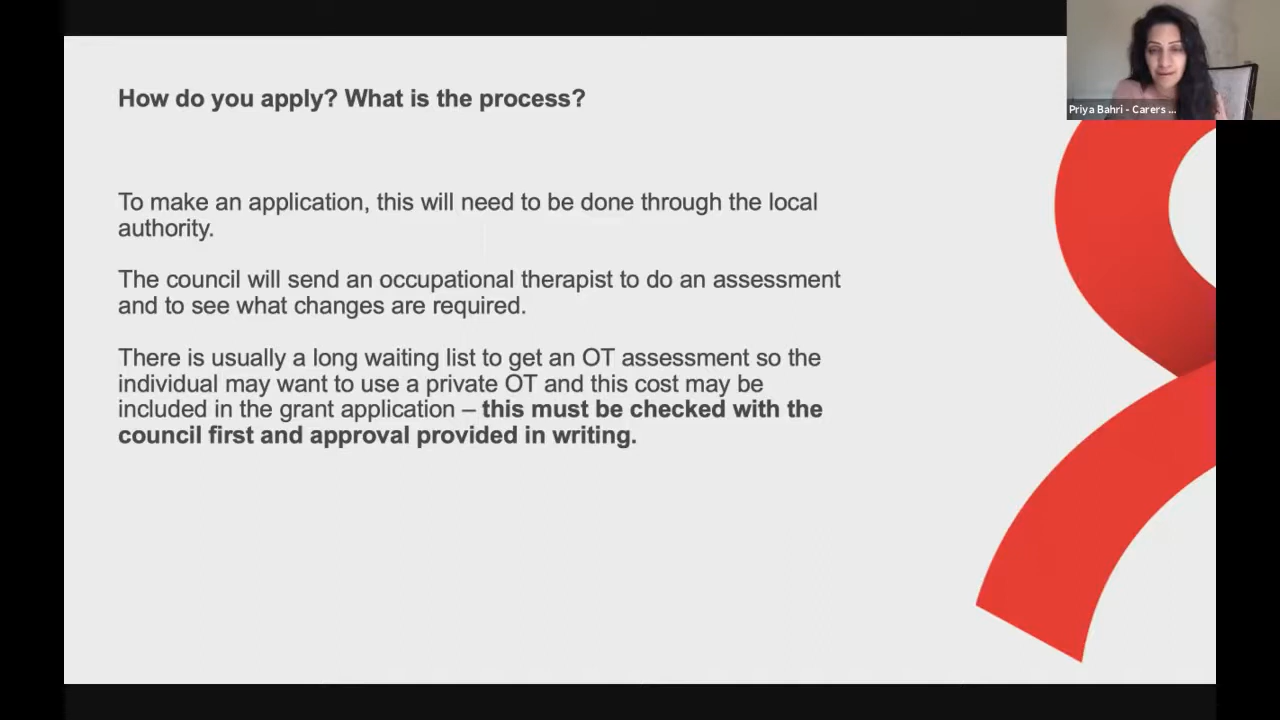 How do you apply? What is the process?
To make an application, this will need to be done through the local
authority.
The council will send an occupational therapist to do an assessment
and to see what changes are required.
There is usually a long waiting list to get an OT assessment so the
individual may want to use a private OT and this cost may be
included in the grant application – this must be checked with the
council first and approval provided in writing.
Priya Bahri - Carers ...